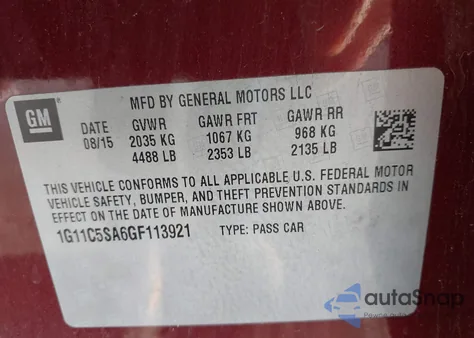 GM
MFD BY GENERAL MOTORS LLC
DATE GVWR GAWR FRT GAWR RR
08/15 2035 KG 1067 KG 968 KG
4488 LB 2353 LB 2135 LB
THIS VEHICLE CONFORMS TO ALL APPLICABLE U.S. FEDERAL MOTOR
VEHICLE SAFETY, BUMPER, AND THEFT PREVENTION STANDARDS IN
EFFECT ON THE DATE OF MANUFACTURE SHOWN ABOVE.
1G11C5SA6GF113921 TYPE: PASS CAR
autoSnap